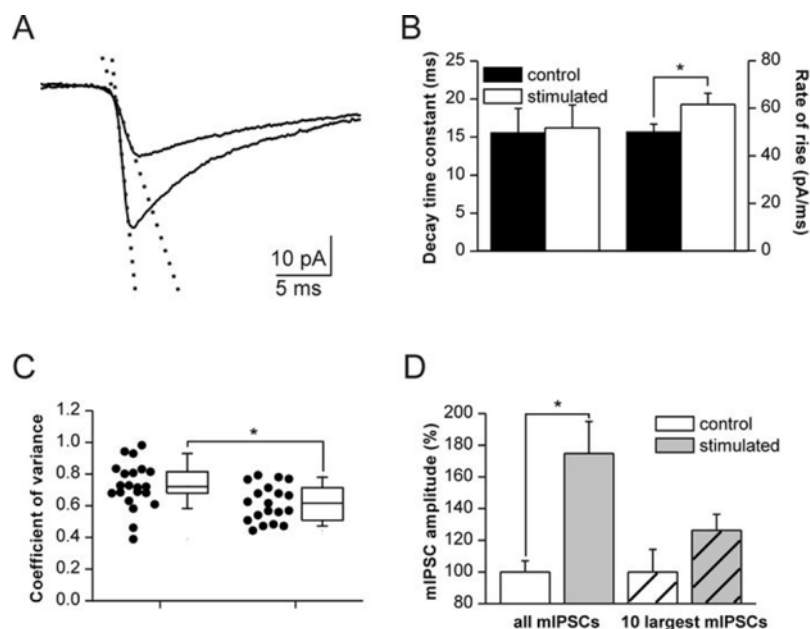 A
10 pA
5 ms
B
Decay time constant (ms)
25
20
15
10
5
0
control
stimulated
*
80
60
40
20
0
Rate of rise (pA/ms)
C
Coefficient of variance
1.2
1.0
0.8
0.6
0.4
0.2
0.0
*
D
mIPSC amplitude (%)
200
180
160
140
120
100
80
*
control
stimulated
all mIPSCs
10 largest mIPSCs